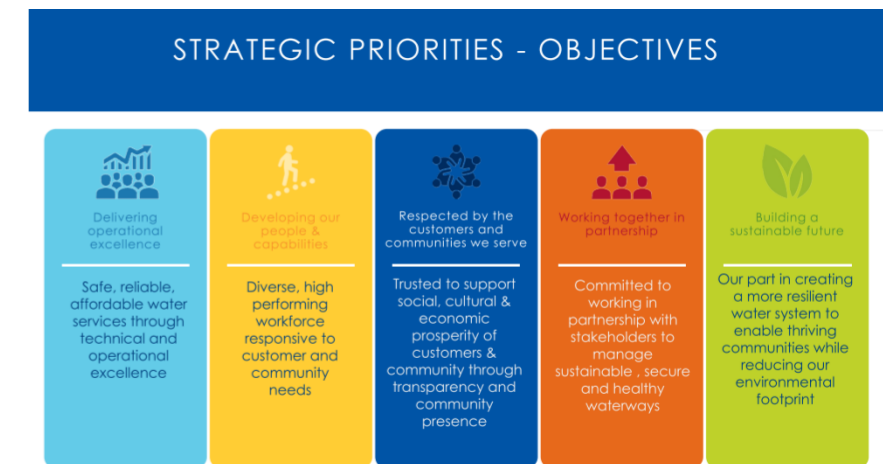 STRATEGIC PRIORITIES - OBJECTIVES
Delivering
operational
excellence
Safe, reliable,
affordable water
services through
technical and
operational
excellence
Developing our
people &
capabilities
Diverse, high
performing
workforce
responsive to
customer and
community
needs
Respected by the
customers and
communities we serve
Trusted to support
social, cultural &
economic
prosperity of
customers &
community through
transparency and
community
presence
Working together in
partnership
Committed to
working in
partnership with
stakeholders to
manage
sustainable , secure
and healthy
waterways
Building a
sustainable future
Our part in creating
a more resilient
water system to
enable thriving
communities while
reducing our
environmental
footprint